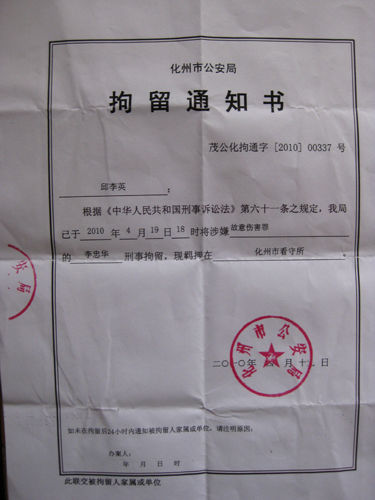 化州市公安局
拘留通知书
茂公化拘通字 [2010] 00337 号
邱李英 :
根据《中华人民共和国刑事诉讼法》第六十一条之规定，我局
已于 2010 年 4 月 19 日 18 时将涉嫌 故意伤害罪
的 李忠华 刑事拘留，现羁押在 化州市看守所 。
化州市公安局
二〇一〇年 月十 日
安局
如未在拘留后24小时内通知被拘留人家属或单位，请注明原因：
办案人：
年 月 日 时
此联交被拘留人家属或单位